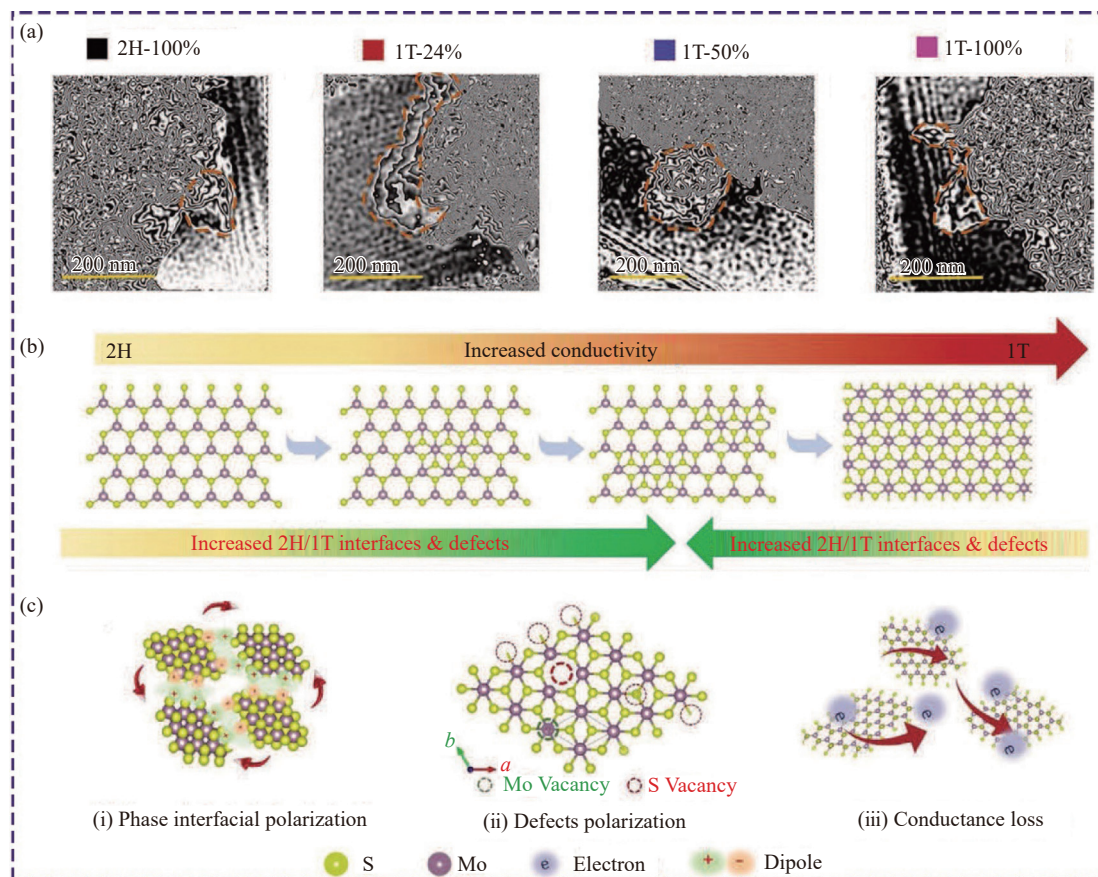 (a)
2H-100% 1T-24% 1T-50% 1T-100%
200 nm 200 nm 200 nm 200 nm
(b)
2H Increased conductivity 1T
Increased 2H/1T interfaces & defects Increased 2H/1T interfaces & defects
(c)
b
a
Mo Vacancy S Vacancy
e
e
e
e
e
(i) Phase interfacial polarization (ii) Defects polarization (iii) Conductance loss
S Mo e Electron + - Dipole